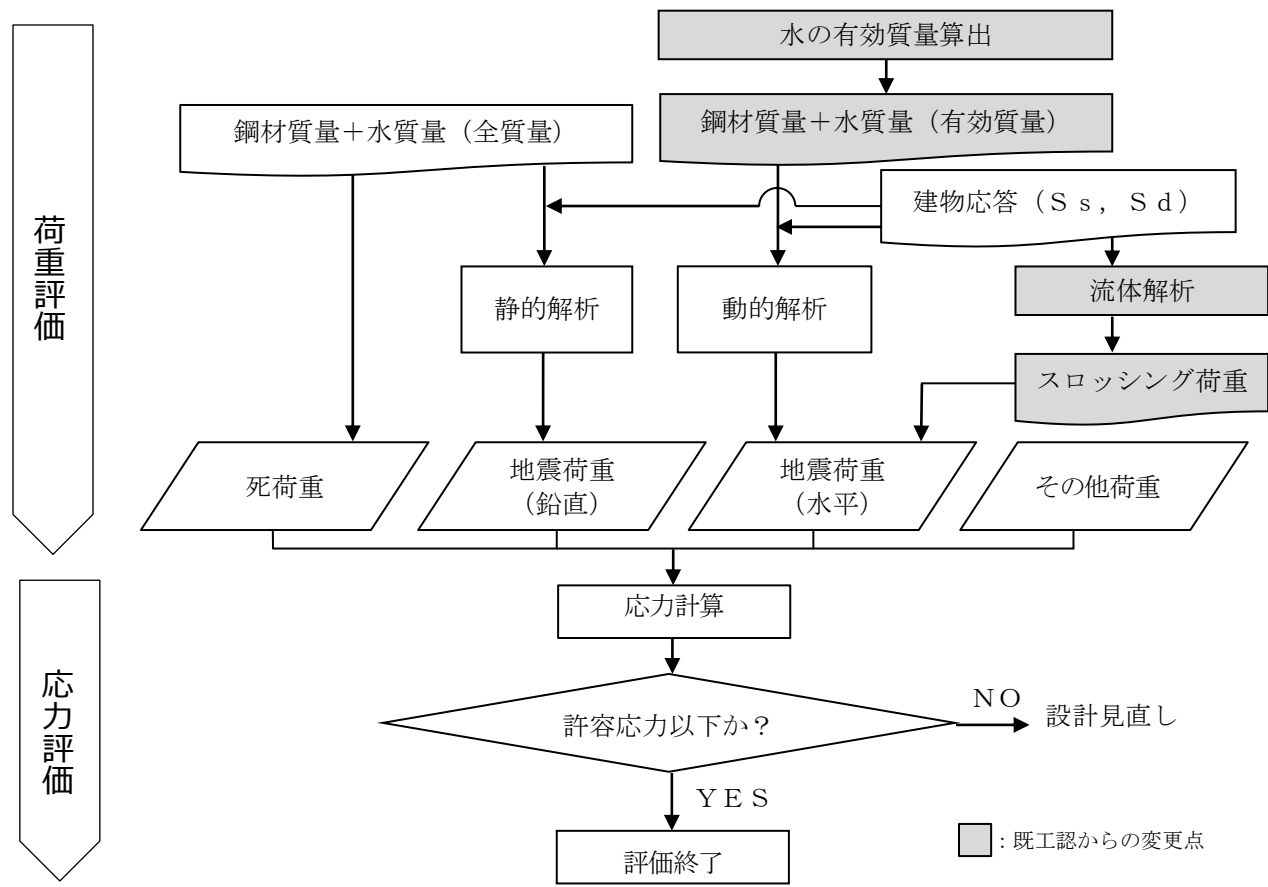 水の有効質量算出
鋼材質量＋水質量（全質量）
鋼材質量＋水質量（有効質量）
建物応答（Ｓｓ，Ｓｄ）
荷重評価
静的解析
動的解析
流体解析
スロッシング荷重
死荷重
地震荷重
（鉛直）
地震荷重
（水平）
その他荷重
応力計算
応力評価
許容応力以下か？
ＮＯ
設計見直し
ＹＥＳ
評価終了
：既工認からの変更点